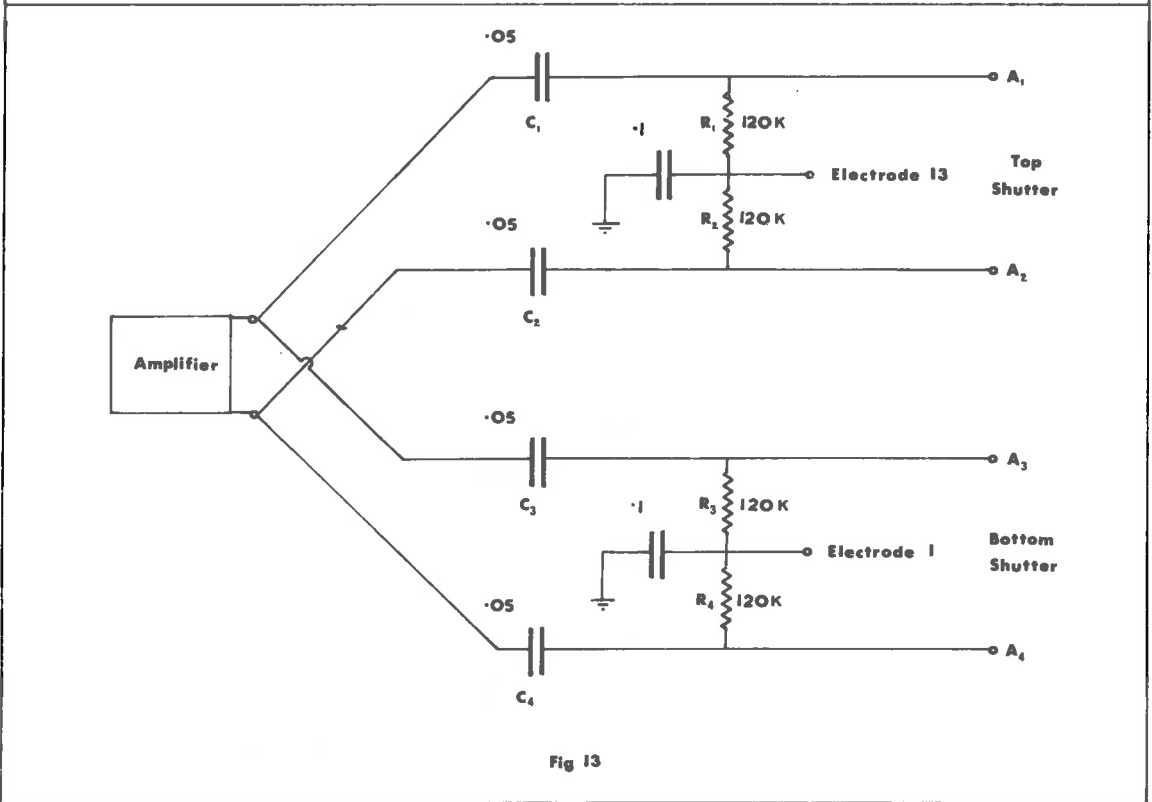 ·05
C₁
A₁
R₁ 120K
·1
Electrode 13
Top
Shutter
·05
R₂ 120K
C₂
A₂
Amplifier
·05
C₃
A₃
R₃ 120K
·1
Electrode 1
Bottom
Shutter
·05
R₄ 120K
C₄
A₄
Fig 13